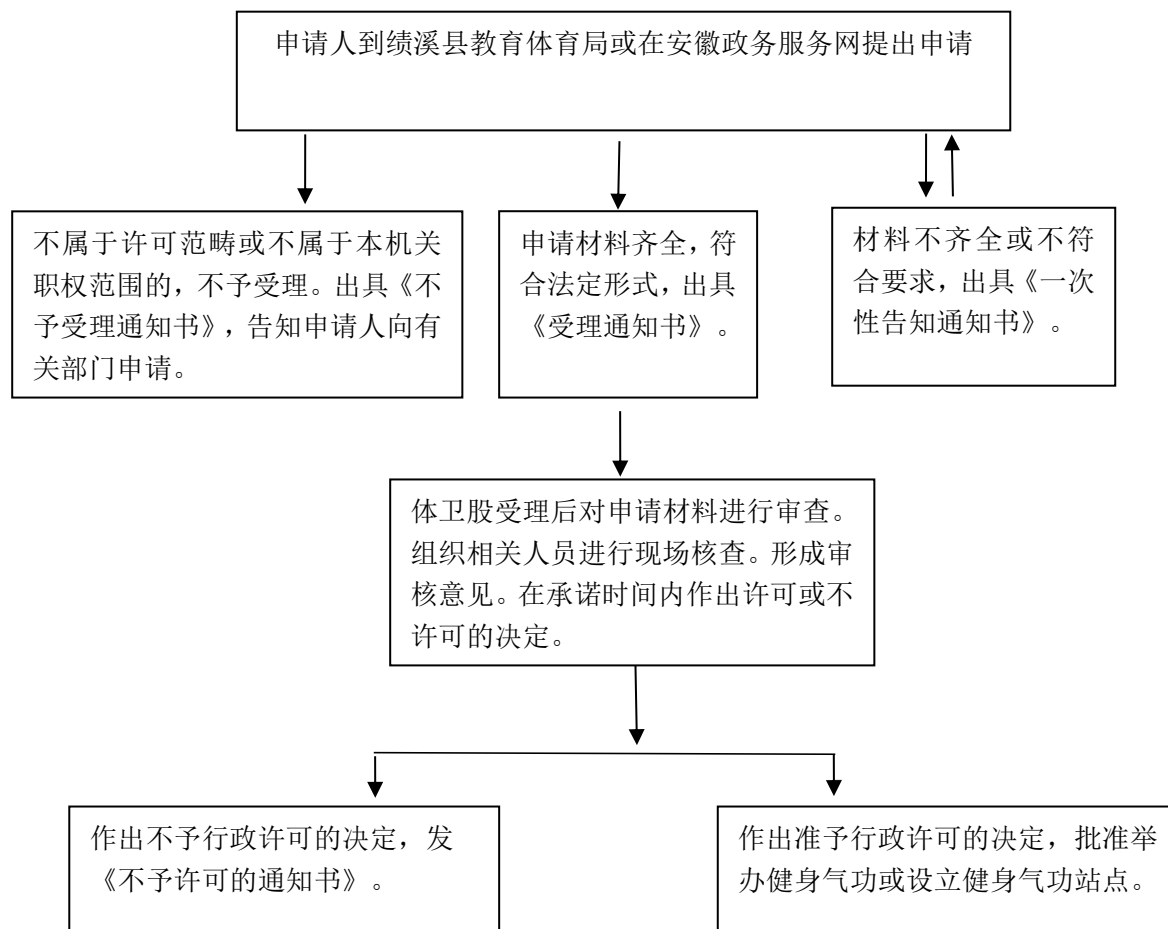 申请人到绩溪县教育体育局或在安徽政务服务网提出申请
不属于许可范畴或不属于本机关
职权范围的，不予受理。出具《不
予受理通知书》，告知申请人向有
关部门申请。
申请材料齐全，符
合法定形式，出具
《受理通知书》。
材料不齐全或不符
合要求，出具《一次
性告知通知书》。
体卫股受理后对申请材料进行审查。
组织相关人员进行现场核查。形成审
核意见。在承诺时间内作出许可或不
许可的决定。
作出不予行政许可的决定，发
《不予许可的通知书》。
作出准予行政许可的决定，批准举
办健身气功或设立健身气功站点。